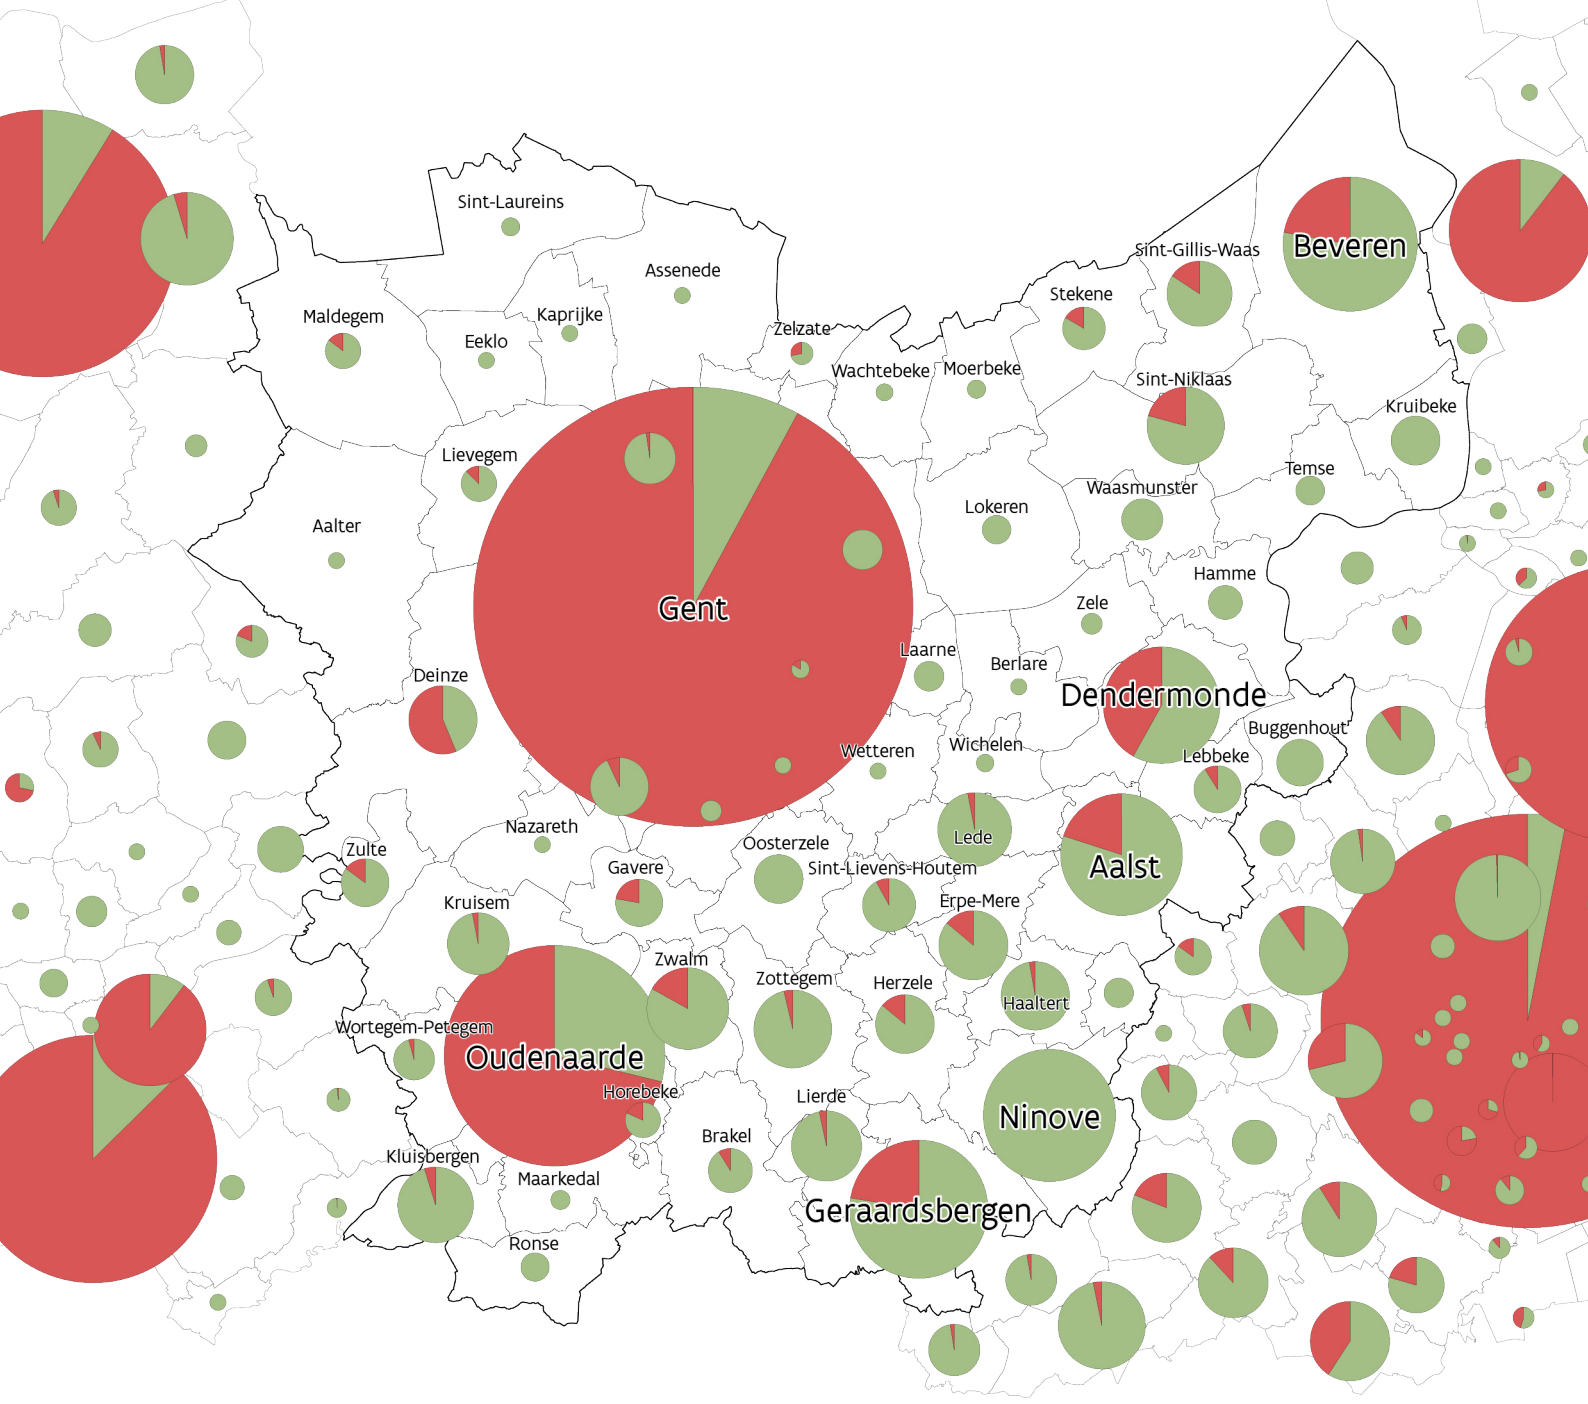 Sint-Laureins
Assenede
Maldegem
Kaprijke
Eeklo
Zelzate
Wachtebeke
Moerbeke
Stekene
Sint-Gillis-Waas
Beveren
Sint-Niklaas
Kruibeke
Lievegem
Temse
Waasmunster
Lokeren
Aalter
Hamme
Zele
Gent
Laarne
Berlare
Deinze
Dendermonde
Buggenhout
Wetteren
Wichelen
Lebbeke
Nazareth
Lede
Zulte
Oosterzele
Gavere
Sint-Lievens-Houtem
Aalst
Kruisem
Erpe-Mere
Zwalm
Zottegem
Herzele
Haaltert
Wortegem-Petegem
Oudenaarde
Horebeke
Lierde
Ninove
Brakel
Kluisbergen
Maarkedal
Geraardsbergen
Ronse